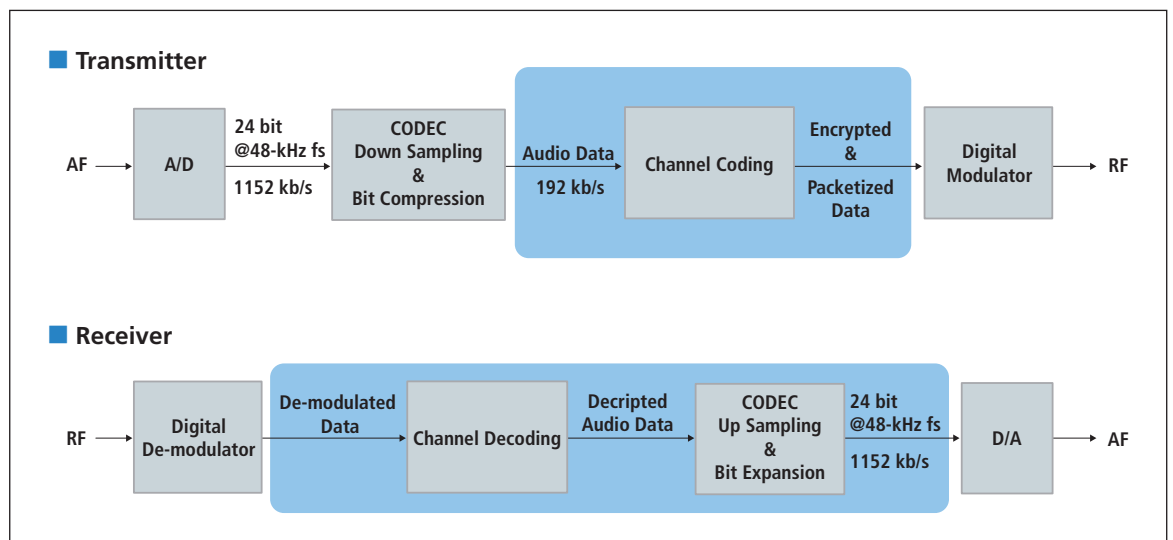 Transmitter
AF
A/D
24 bit
@48-kHz fs
1152 kb/s
CODEC
Down Sampling
&
Bit Compression
Audio Data
192 kb/s
Channel Coding
Encrypted
&
Packetized
Data
Digital
Modulator
RF
Receiver
RF
Digital
De-modulator
De-modulated
Data
Channel Decoding
Decripted
Audio Data
CODEC
Up Sampling
&
Bit Expansion
24 bit
@48-kHz fs
1152 kb/s
D/A
AF